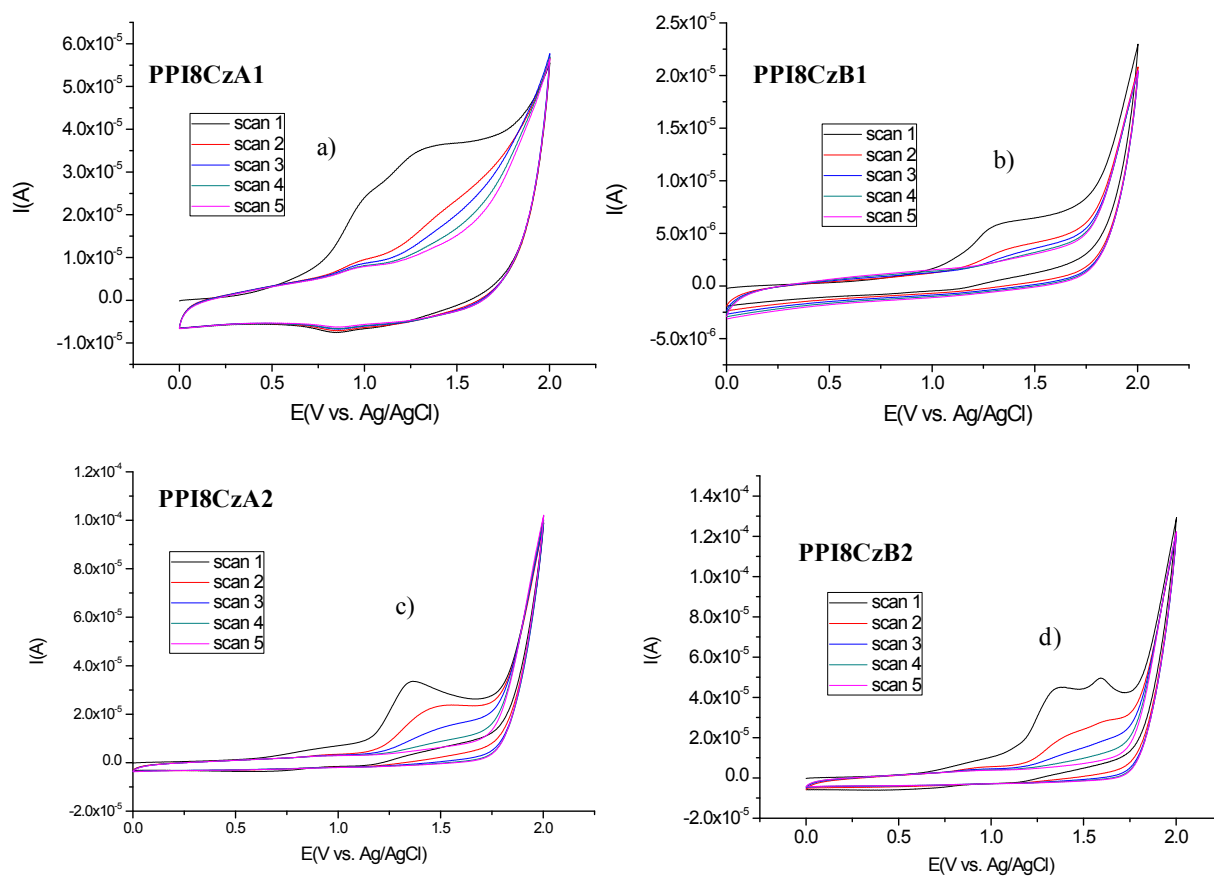 PPI8CzA1
a)
scan 1
scan 2
scan 3
scan 4
scan 5
I(A)
6.0x10⁻⁵
5.0x10⁻⁵
4.0x10⁻⁵
3.0x10⁻⁵
2.0x10⁻⁵
1.0x10⁻⁵
0.0
-1.0x10⁻⁵
0.0 0.5 1.0 1.5 2.0
E(V vs. Ag/AgCl)
PPI8CzB1
b)
scan 1
scan 2
scan 3
scan 4
scan 5
I(A)
2.5x10⁻⁵
2.0x10⁻⁵
1.5x10⁻⁵
1.0x10⁻⁵
5.0x10⁻⁶
0.0
-5.0x10⁻⁶
0.0 0.5 1.0 1.5 2.0
E(V vs. Ag/AgCl)
PPI8CzA2
c)
scan 1
scan 2
scan 3
scan 4
scan 5
I(A)
1.2x10⁻⁴
1.0x10⁻⁴
8.0x10⁻⁵
6.0x10⁻⁵
4.0x10⁻⁵
2.0x10⁻⁵
0.0
-2.0x10⁻⁵
0.0 0.5 1.0 1.5 2.0
E(V vs. Ag/AgCl)
PPI8CzB2
d)
scan 1
scan 2
scan 3
scan 4
scan 5
I(A)
1.4x10⁻⁴
1.2x10⁻⁴
1.0x10⁻⁴
8.0x10⁻⁵
6.0x10⁻⁵
4.0x10⁻⁵
2.0x10⁻⁵
0.0
-2.0x10⁻⁵
0.0 0.5 1.0 1.5 2.0
E(V vs. Ag/AgCl)